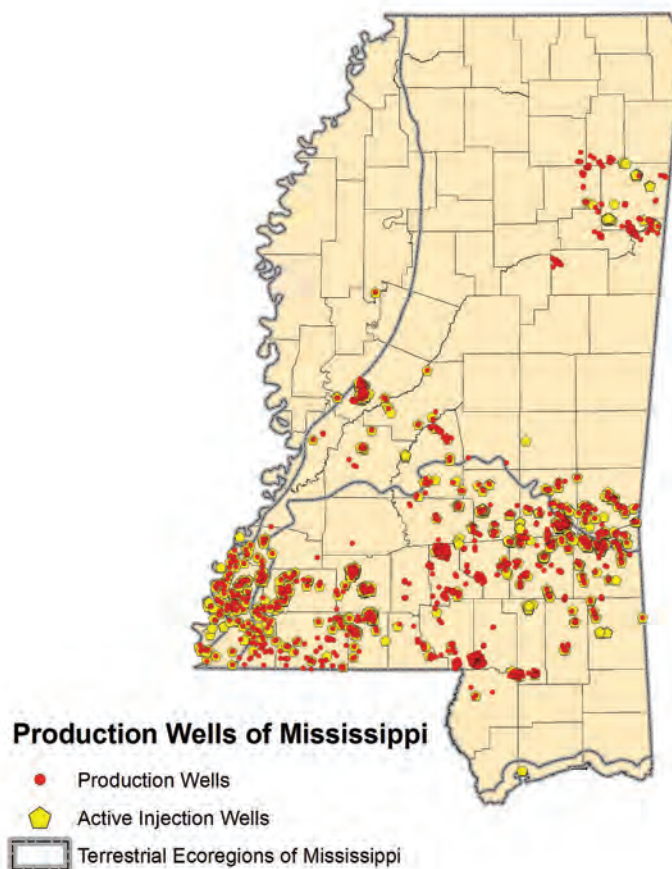 Production Wells of Mississippi
Production Wells
Active Injection Wells
Terrestrial Ecoregions of Mississippi